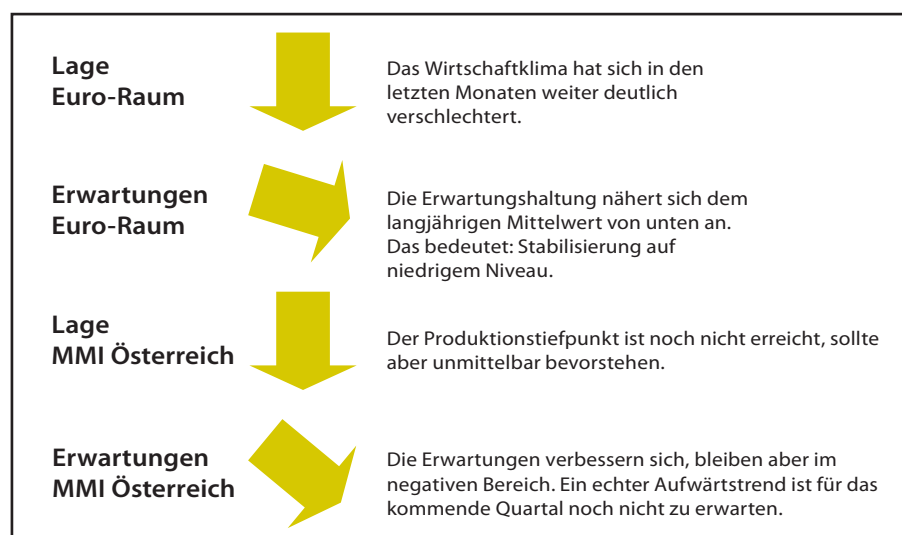 Lage
Euro-Raum
Das Wirtschaftklima hat sich in den
letzten Monaten weiter deutlich
verschlechtert.
Erwartungen
Euro-Raum
Die Erwartungshaltung nähert sich dem
langjährigen Mittelwert von unten an.
Das bedeutet: Stabilisierung auf
niedrigem Niveau.
Lage
MMI Österreich
Der Produktionstiefpunkt ist noch nicht erreicht, sollte
aber unmittelbar bevorstehen.
Erwartungen
MMI Österreich
Die Erwartungen verbessern sich, bleiben aber im
negativen Bereich. Ein echter Aufwärtstrend ist für das
kommende Quartal noch nicht zu erwarten.